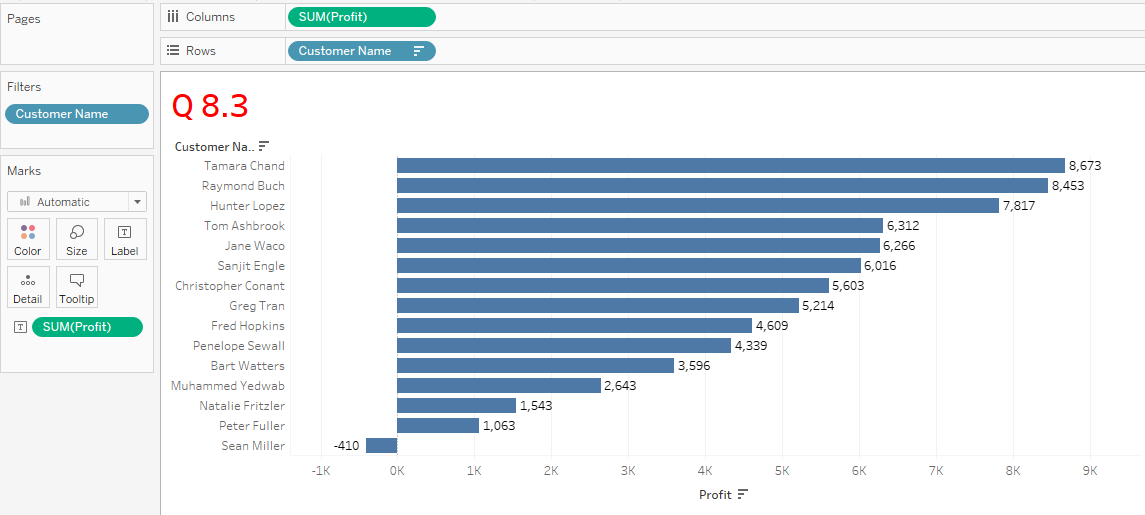 Pages
Columns SUM(Profit)
Rows Customer Name
Filters
Customer Name
Marks
Automatic
Color Size Label
Detail Tooltip
SUM(Profit)
Q 8.3
Customer Na..
Tamara Chand 8,673
Raymond Buch 8,453
Hunter Lopez 7,817
Tom Ashbrook 6,312
Jane Waco 6,266
Sanjit Engle 6,016
Christopher Conant 5,603
Greg Tran 5,214
Fred Hopkins 4,609
Penelope Sewall 4,339
Bart Watters 3,596
Muhammed Yedwab 2,643
Natalie Fritzler 1,543
Peter Fuller 1,063
Sean Miller -410
-1K 0K 1K 2K 3K 4K 5K 6K 7K 8K 9K
Profit